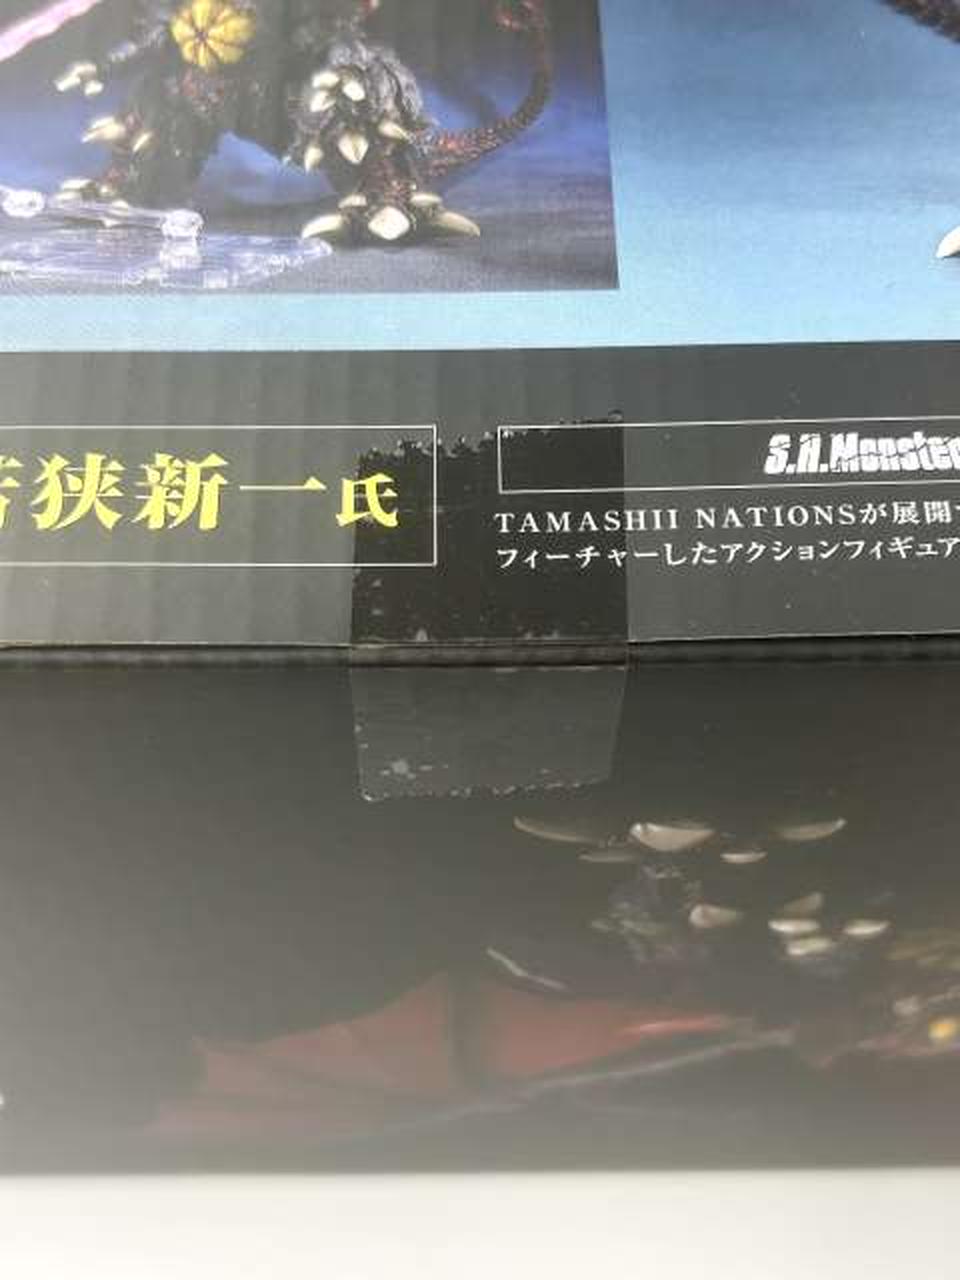 若狭新一氏
S.H.Monster
TAMASHII NATIONSが展開
フィーチャーしたアクションフィギュア